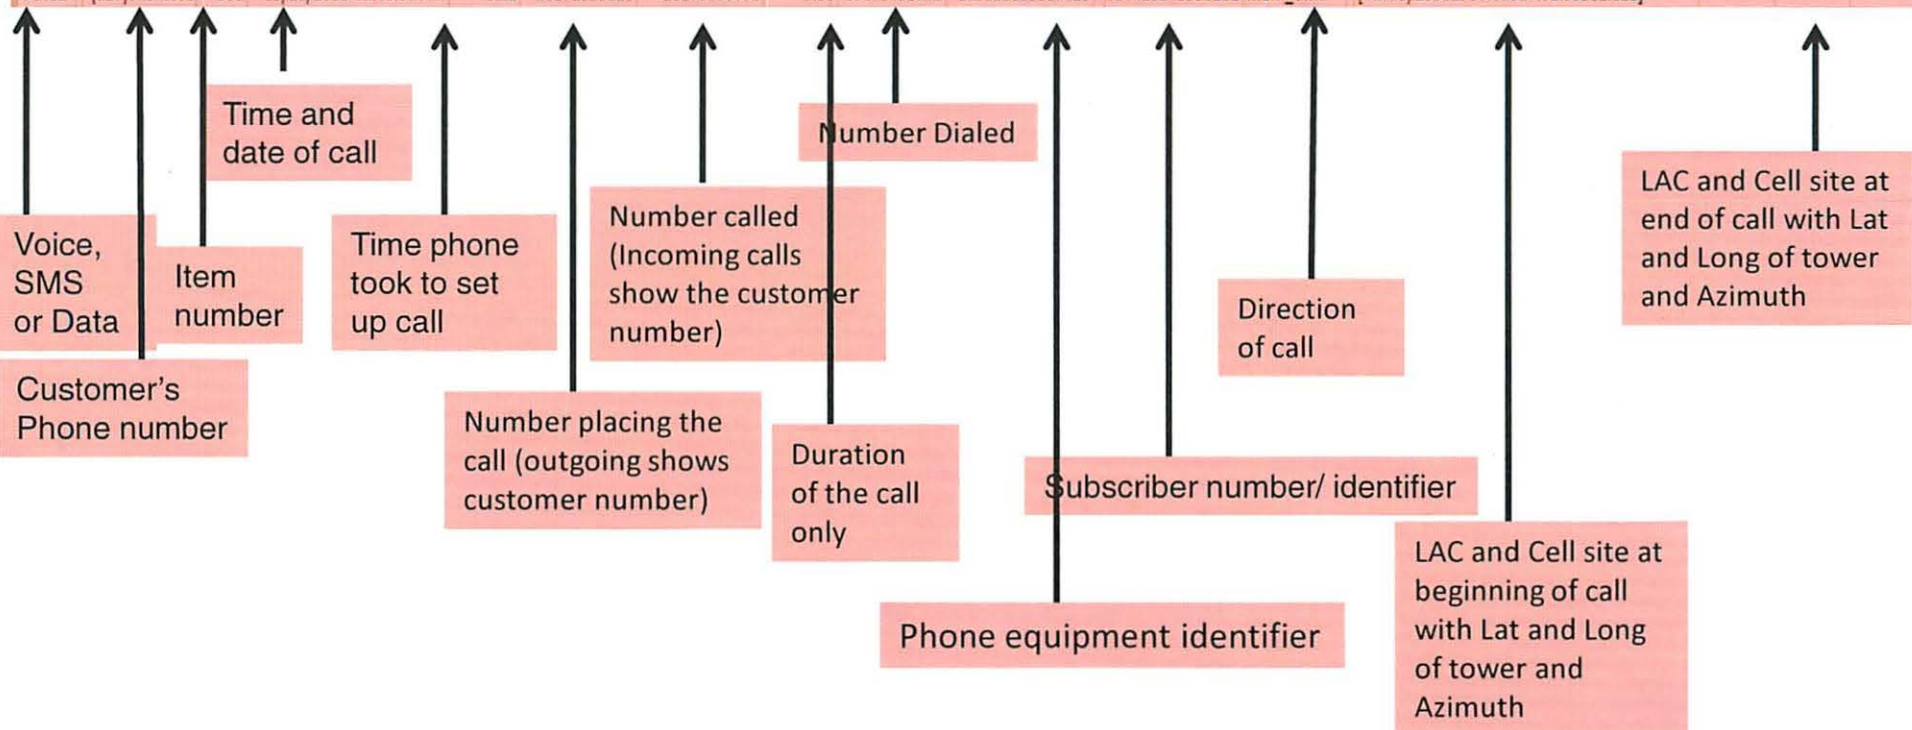 Time and
date of call
Number Dialed
LAC and Cell site at
end of call with Lat
and Long of tower
and Azimuth
Voice,
SMS
or Data
Item
number
Time phone
took to set
up call
Number called
(Incoming calls
show the customer
number)
Direction
of call
Customer's
Phone number
Number placing the
call (outgoing shows
customer number)
Duration
of the call
only
Subscriber number/ identifier
LAC and Cell site at
beginning of call
with Lat and Long
of tower and
Azimuth
Phone equipment identifier